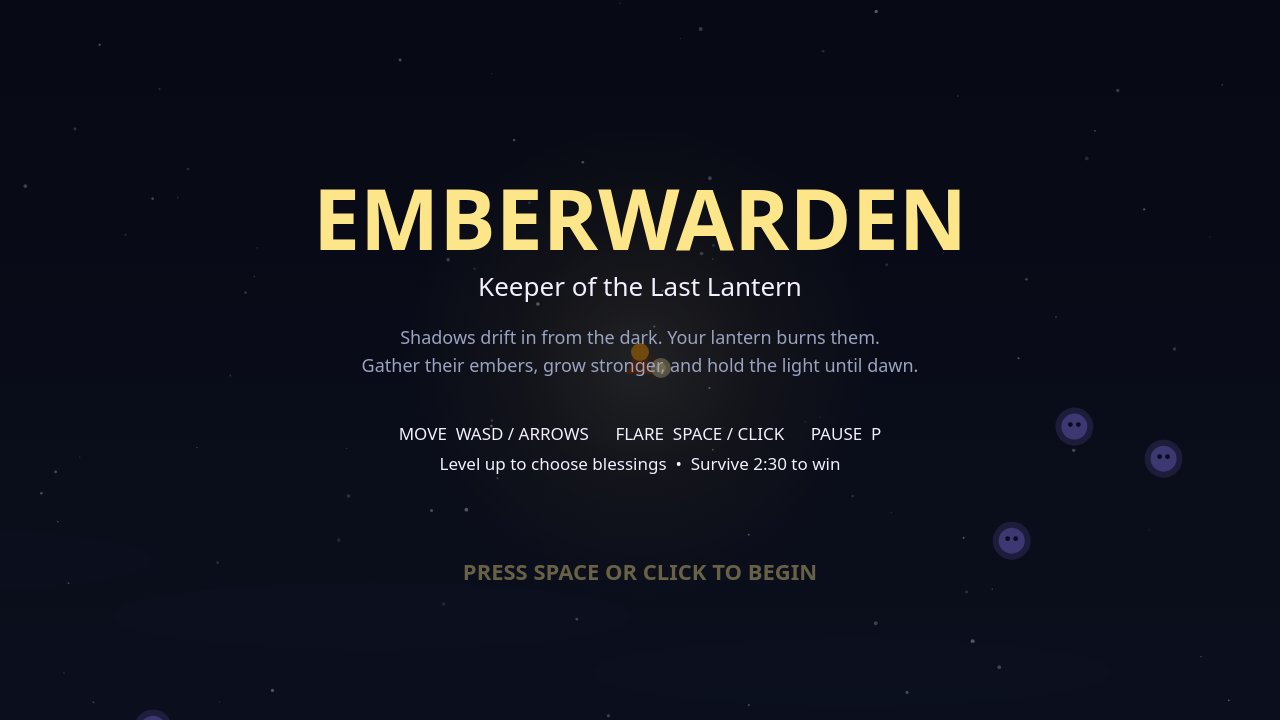 EMBERWARDEN
Keeper of the Last Lantern
Shadows drift in from the dark. Your lantern burns them.
Gather their embers, grow stronger, and hold the light until dawn.
MOVE  WASD / ARROWS     FLARE  SPACE / CLICK     PAUSE  P
Level up to choose blessings  •  Survive 2:30 to win
PRESS SPACE OR CLICK TO BEGIN